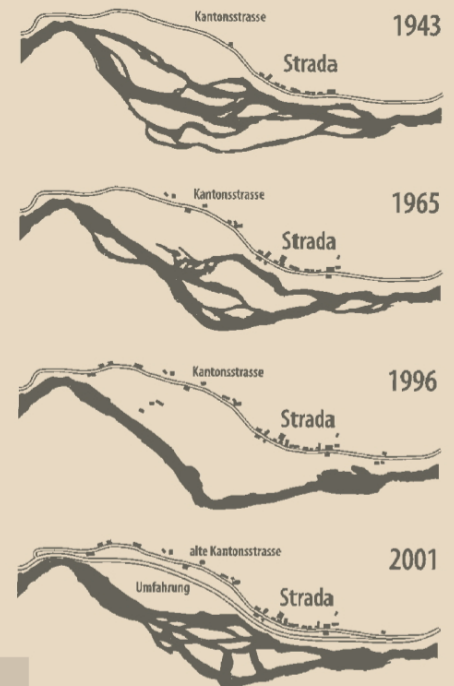 Kantonsstrasse
1943
Strada
Kantonsstrasse
1965
Strada
Kantonsstrasse
1996
Strada
alte Kantonsstrasse
2001
Umfahrung
Strada